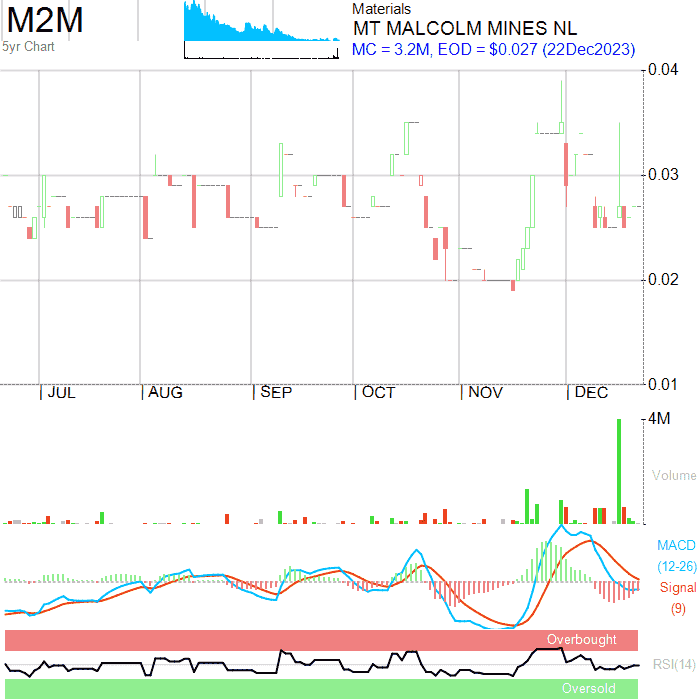 M2M
5yr Chart
Materials
MT MALCOLM MINES NL
MC = 3.2M, EOD = $0.027 (22Dec2023)
0.04
0.03
0.02
0.01
| JUL | AUG | SEP | OCT | NOV | DEC
4M
Volume
MACD
(12-26)
Signal
(9)
Overbought
RSI(14)
Oversold